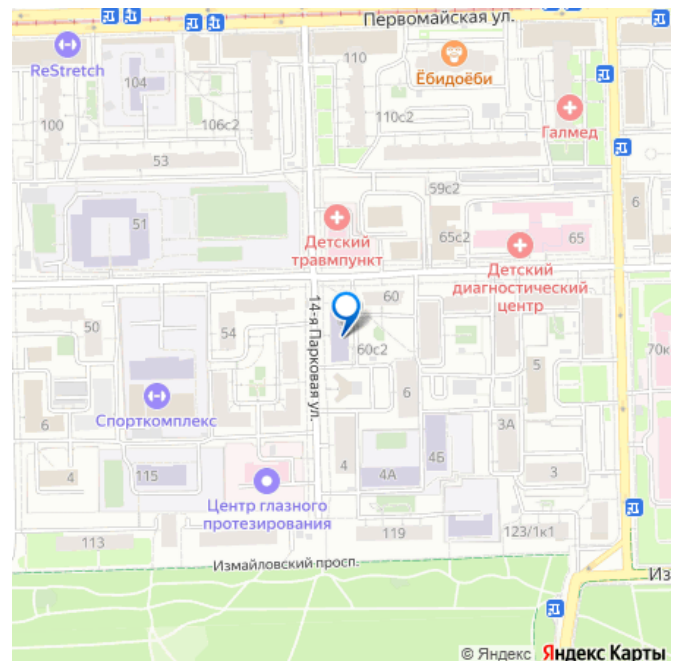 Первомайская ул.
ReStretch
104
110
Ёбидоёби
100
106с2
110с2
Галмед
53
59с2
6
51
Детский
травмпункт
65с2
65
Детский
диагностический
центр
60
14-я Парковая ул.
50
54
60с2
70к
5
6
Спорткомплекс
6
3А
4
115
4
4А
4Б
3
Центр глазного
протезирования
113
119
123/1к1
Измайловский просп.
Из
© Яндекс Яндекс Карты